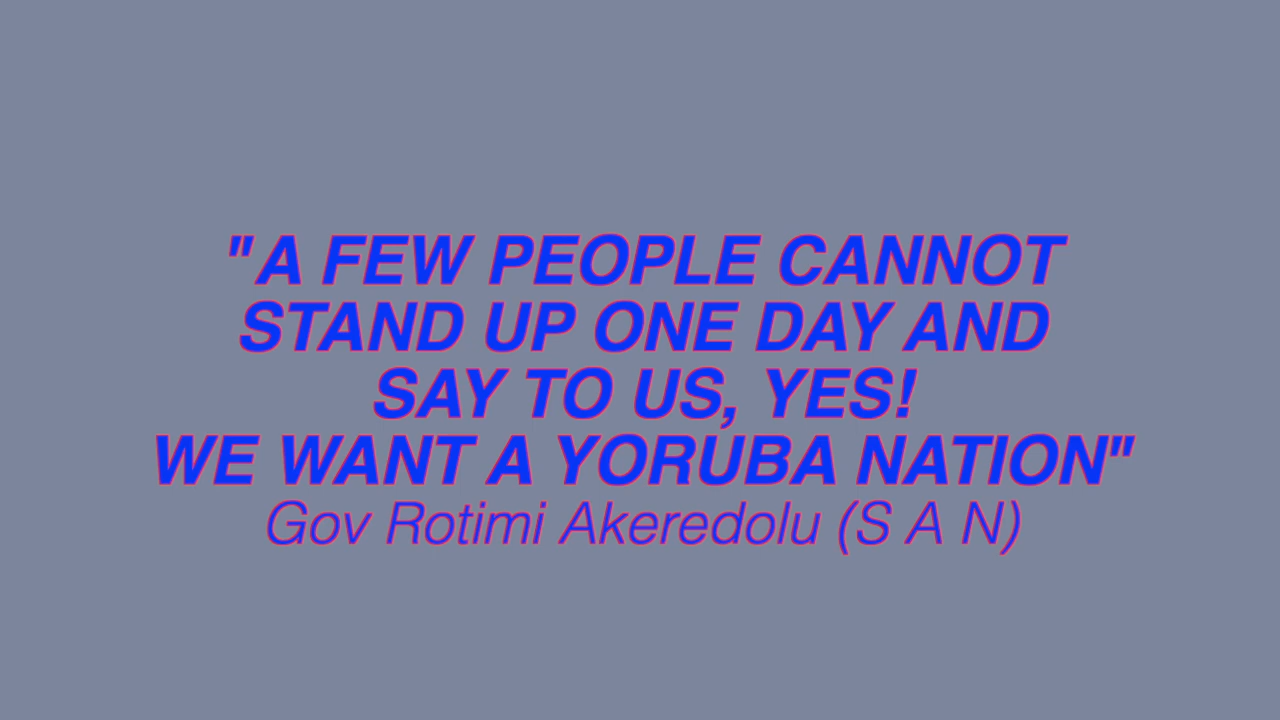 "A FEW PEOPLE CANNOT
STAND UP ONE DAY AND
SAY TO US, YES!
WE WANT A YORUBA NATION"
Gov Rotimi Akeredolu (S A N)